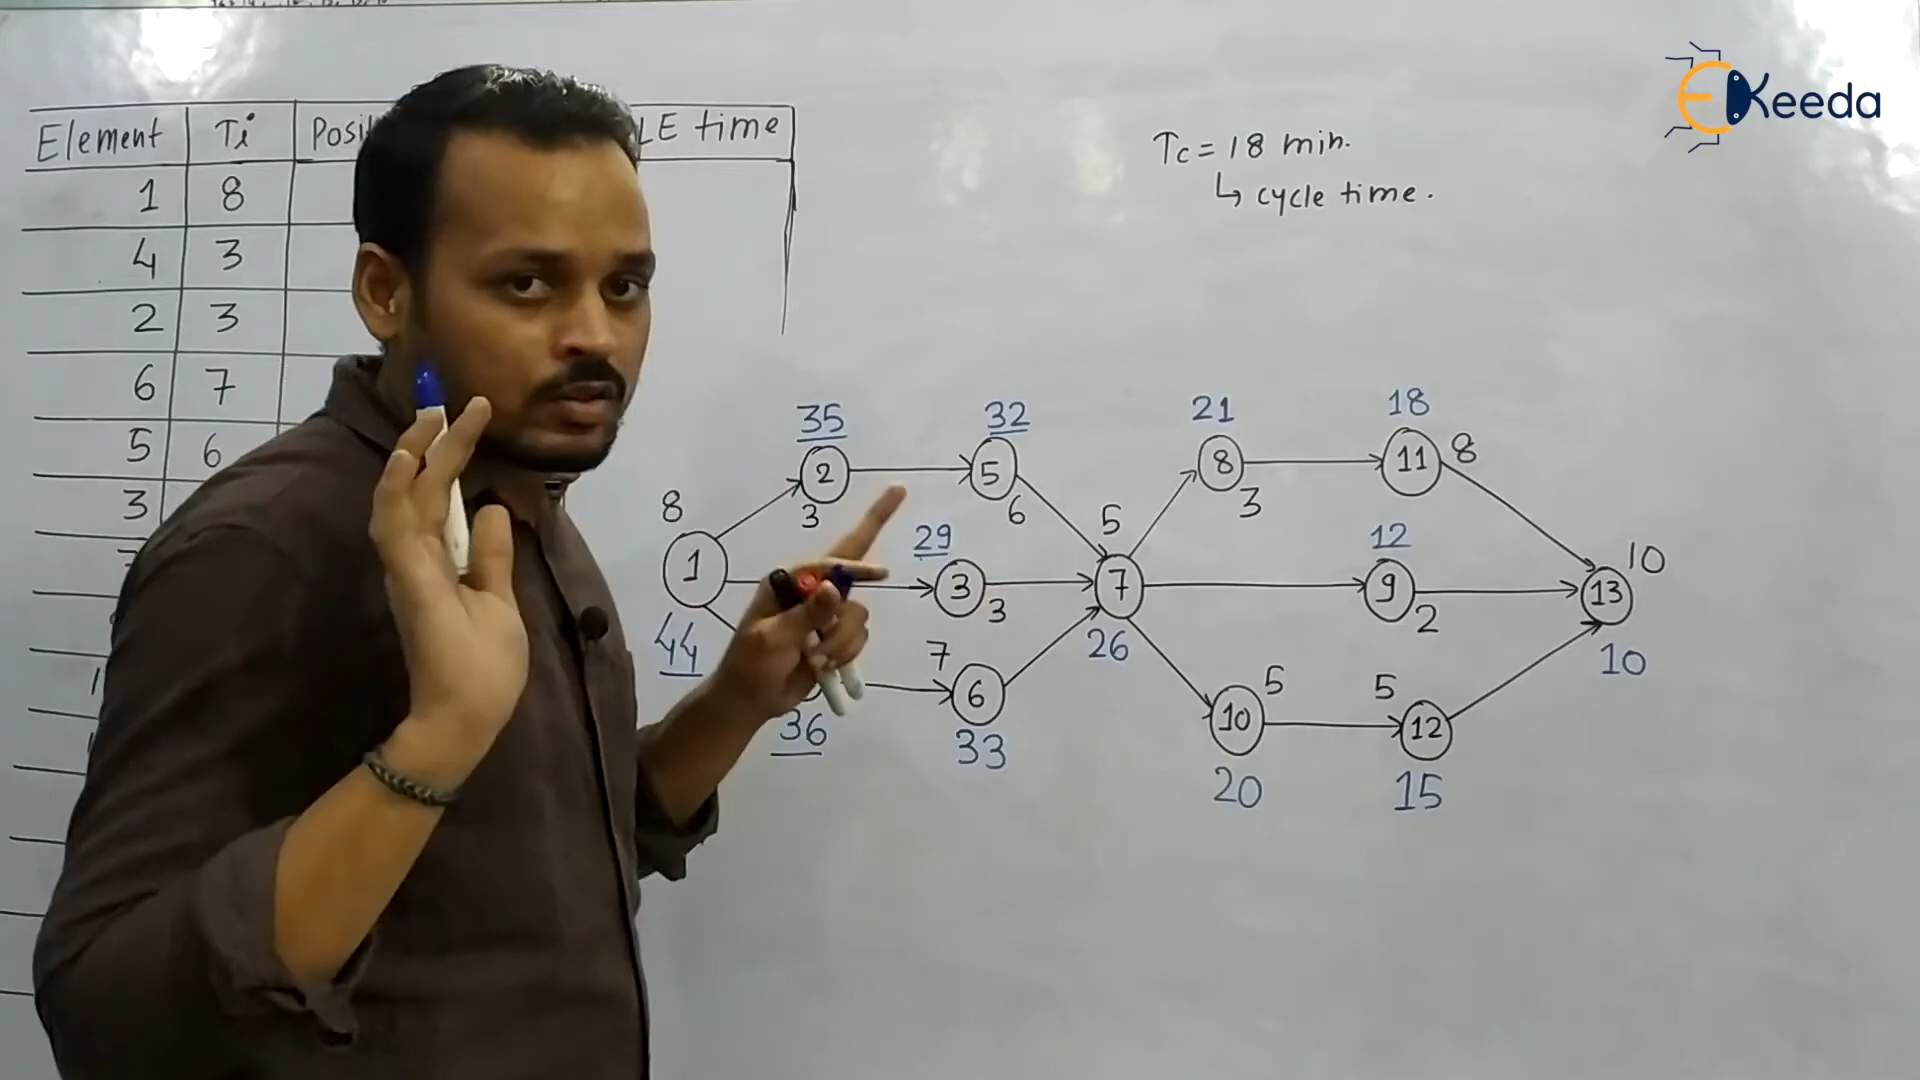 EKeeda
Element Ti LE time
1 8
4 3
2 3
6 7
5 6
3
Tc = 18 min.
↳ cycle time.
35 32 21 18
2 5 8 11 8
8 3 6 5 3
29 12 10
1 3 7 9 13
3 2
44 7 26 5 5 10
6 10 12
36 33 20 15